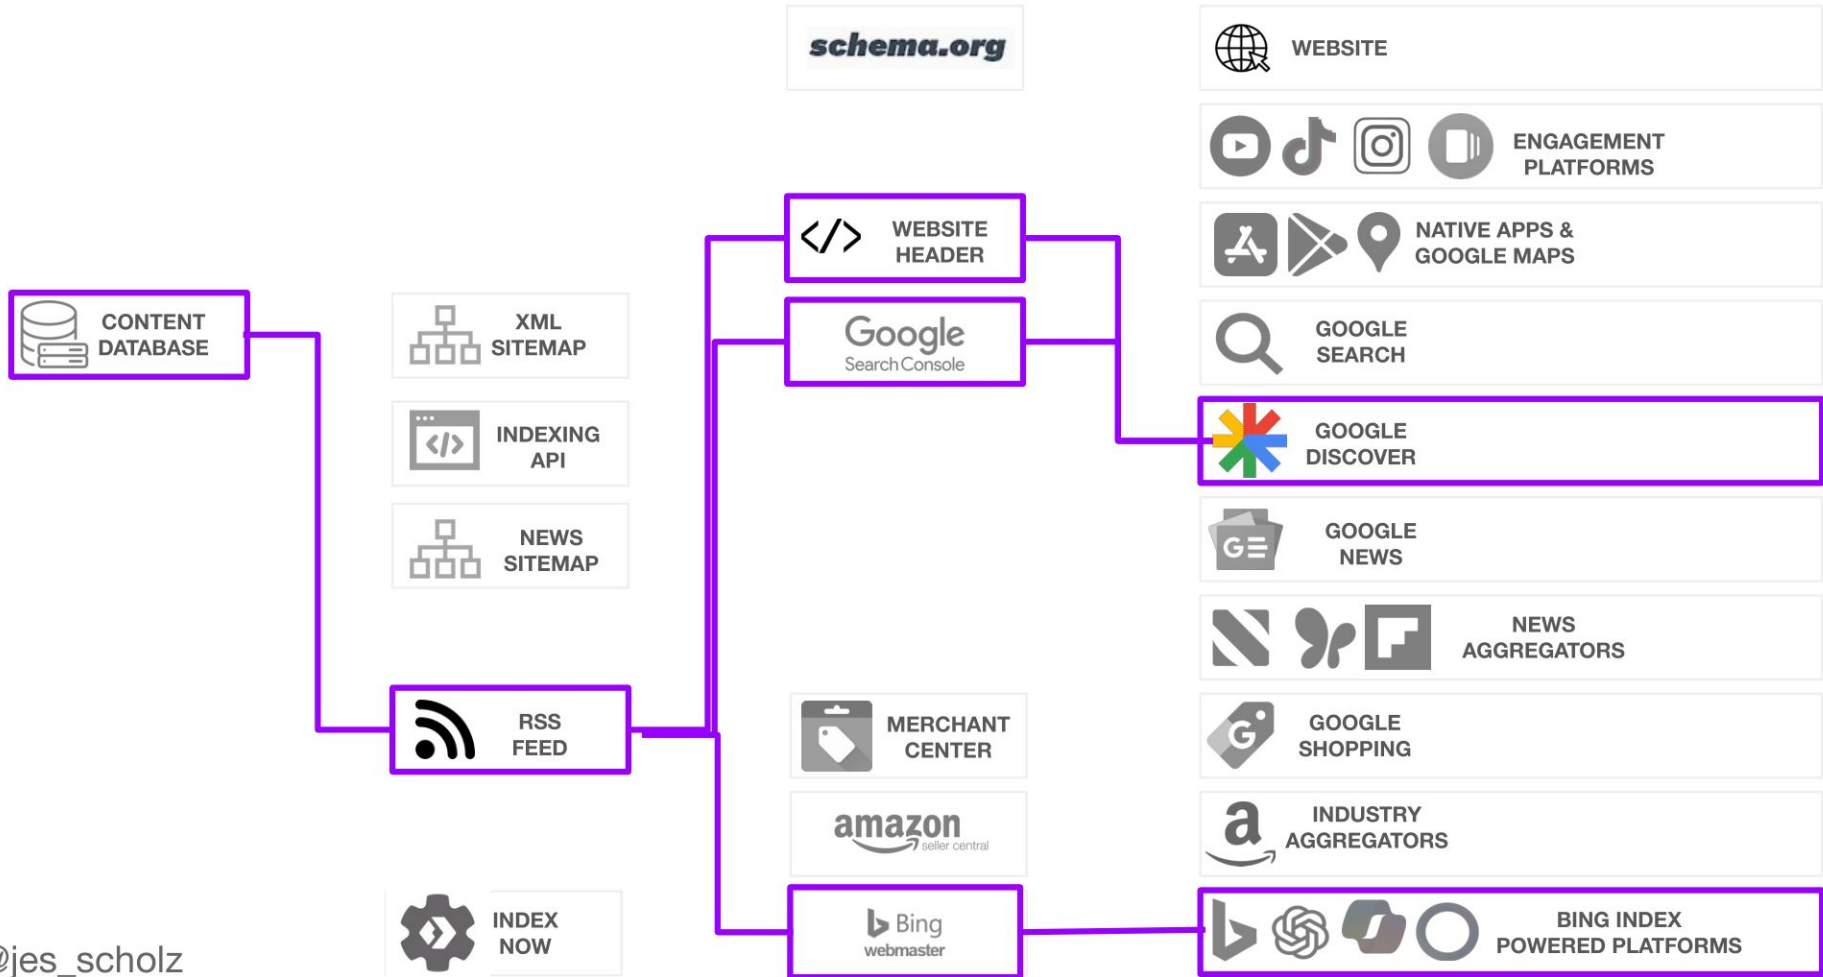 schema.org
WEBSITE
ENGAGEMENT
PLATFORMS
</> WEBSITE
HEADER
NATIVE APPS &
GOOGLE MAPS
CONTENT
DATABASE
XML
SITEMAP
Google
Search Console
GOOGLE
SEARCH
</> INDEXING
API
GOOGLE
DISCOVER
NEWS
SITEMAP
GOOGLE
NEWS
NEWS
AGGREGATORS
RSS
FEED
MERCHANT
CENTER
G
GOOGLE
SHOPPING
amazon
seller central
a
INDUSTRY
AGGREGATORS
INDEX
NOW
Bing
webmaster
BING INDEX
POWERED PLATFORMS
@jes_scholz